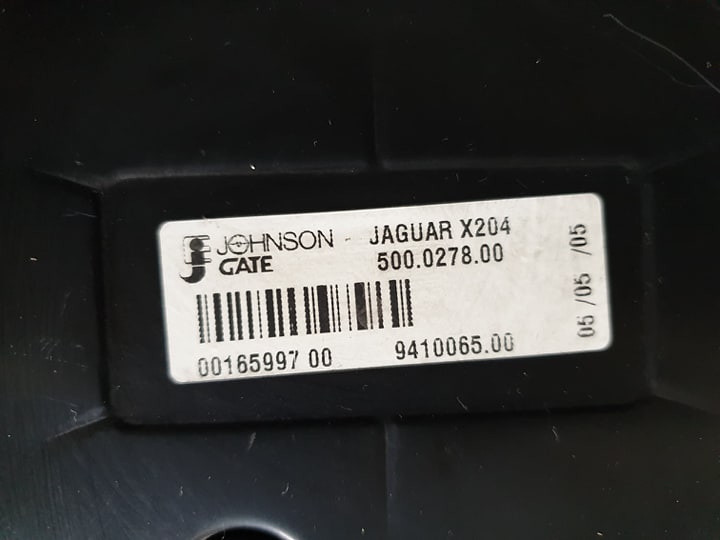 JOHNSON - JAGUAR X204
GATE 500.0278.00
00165997 00 9410065.00
05 /05 /05